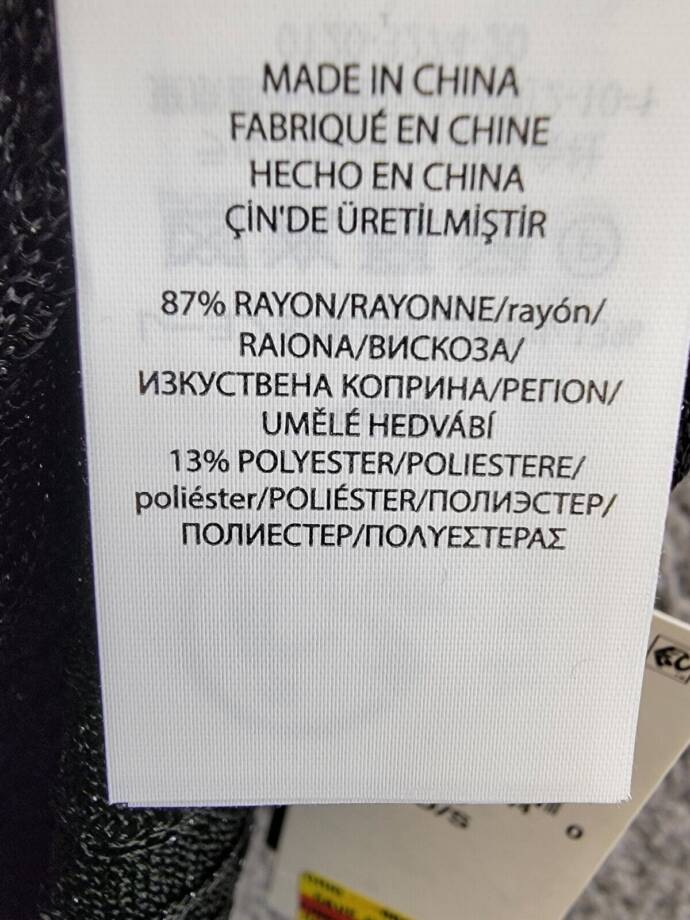 MADE IN CHINA
FABRIQUÉ EN CHINE
HECHO EN CHINA
ÇİN'DE ÜRETİLMİŞTİR
87% RAYON/RAYONNE/rayón/
RAIONA/ВИСКОЗА/
ИЗКУСТВЕНА КОПРИНА/ΡΕΓΙΟΝ/
UMĚLÉ HEDVÁBÍ
13% POLYESTER/POLIESTERE/
poliéster/POLIÉSTER/ПОЛИЭСТЕР/
ПОЛИЕСТЕР/ΠΟΛΥΕΣΤΕΡΑΣ